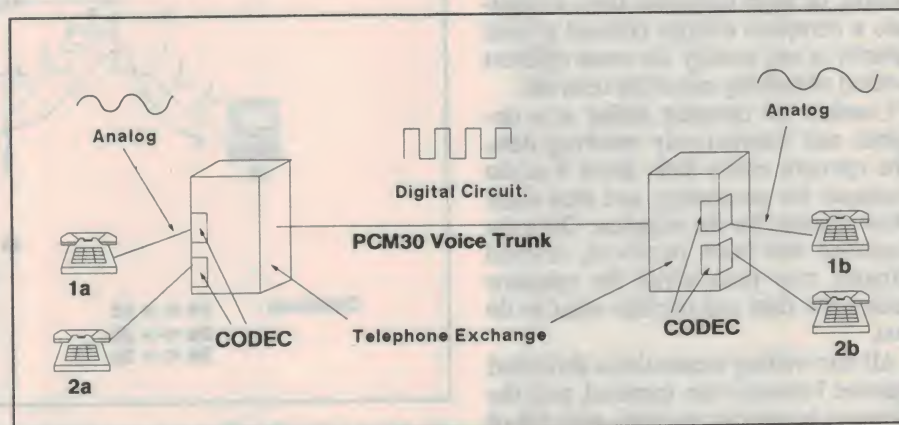 Analog
Analog
Digital Circuit.
PCM30 Voice Trunk
1a
1b
CODEC
Telephone Exchange
CODEC
2a
2b